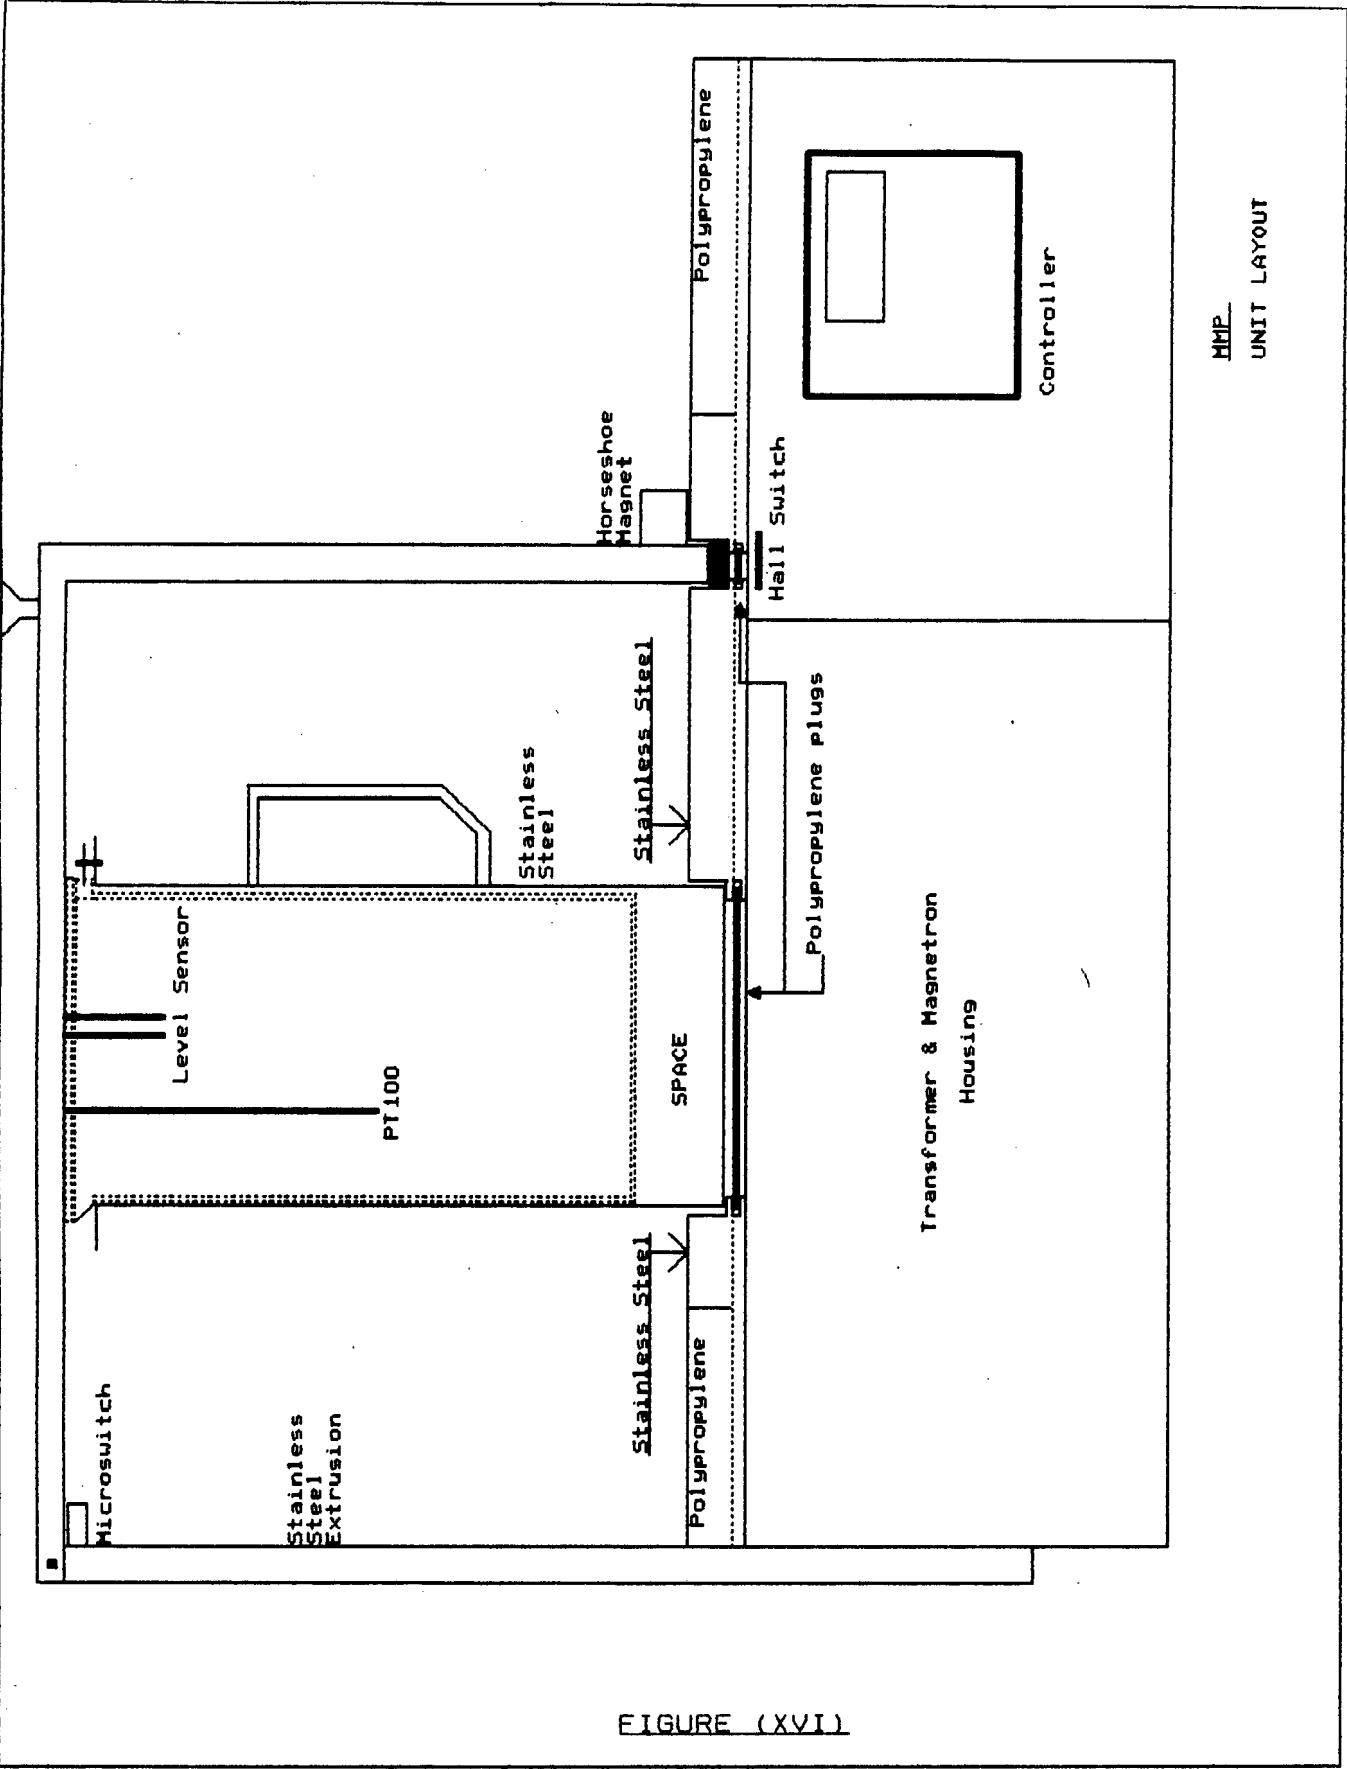 Microswitch
Stainless
Steel
Extrusion
Level Sensor
PT100
Stainless
Steel
Horseshoe
Magnet
Stainless Steel
Stainless Steel
SPACE
Polypropylene
Polypropylene
Hall Switch
Polypropylene plugs
Transformer & Magnetron
Housing
Controller
MMP
UNIT LAYOUT
FIGURE (XVI)